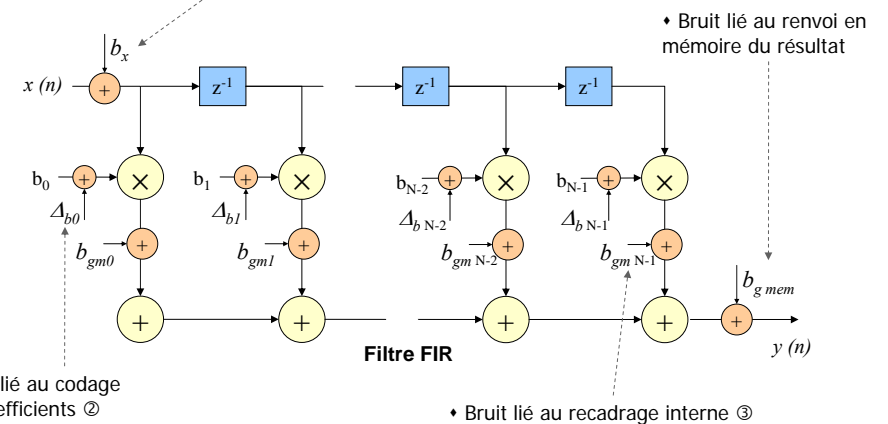 ♦ Bruit lié au renvoi en
mémoire du résultat
b_x
x (n)
+
z⁻¹
z⁻¹
z⁻¹
b_0
+
×
b_1
+
×
b_N-2
+
×
b_N-1
+
×
Δ_b0
Δ_b1
Δ_b N-2
Δ_b N-1
b_gm0
+
b_gm1
+
b_gm N-2
+
b_gm N-1
+
b_g mem
+
+
+
+
+
y (n)
Filtre FIR
lié au codage
efficients ②
♦ Bruit lié au recadrage interne ③